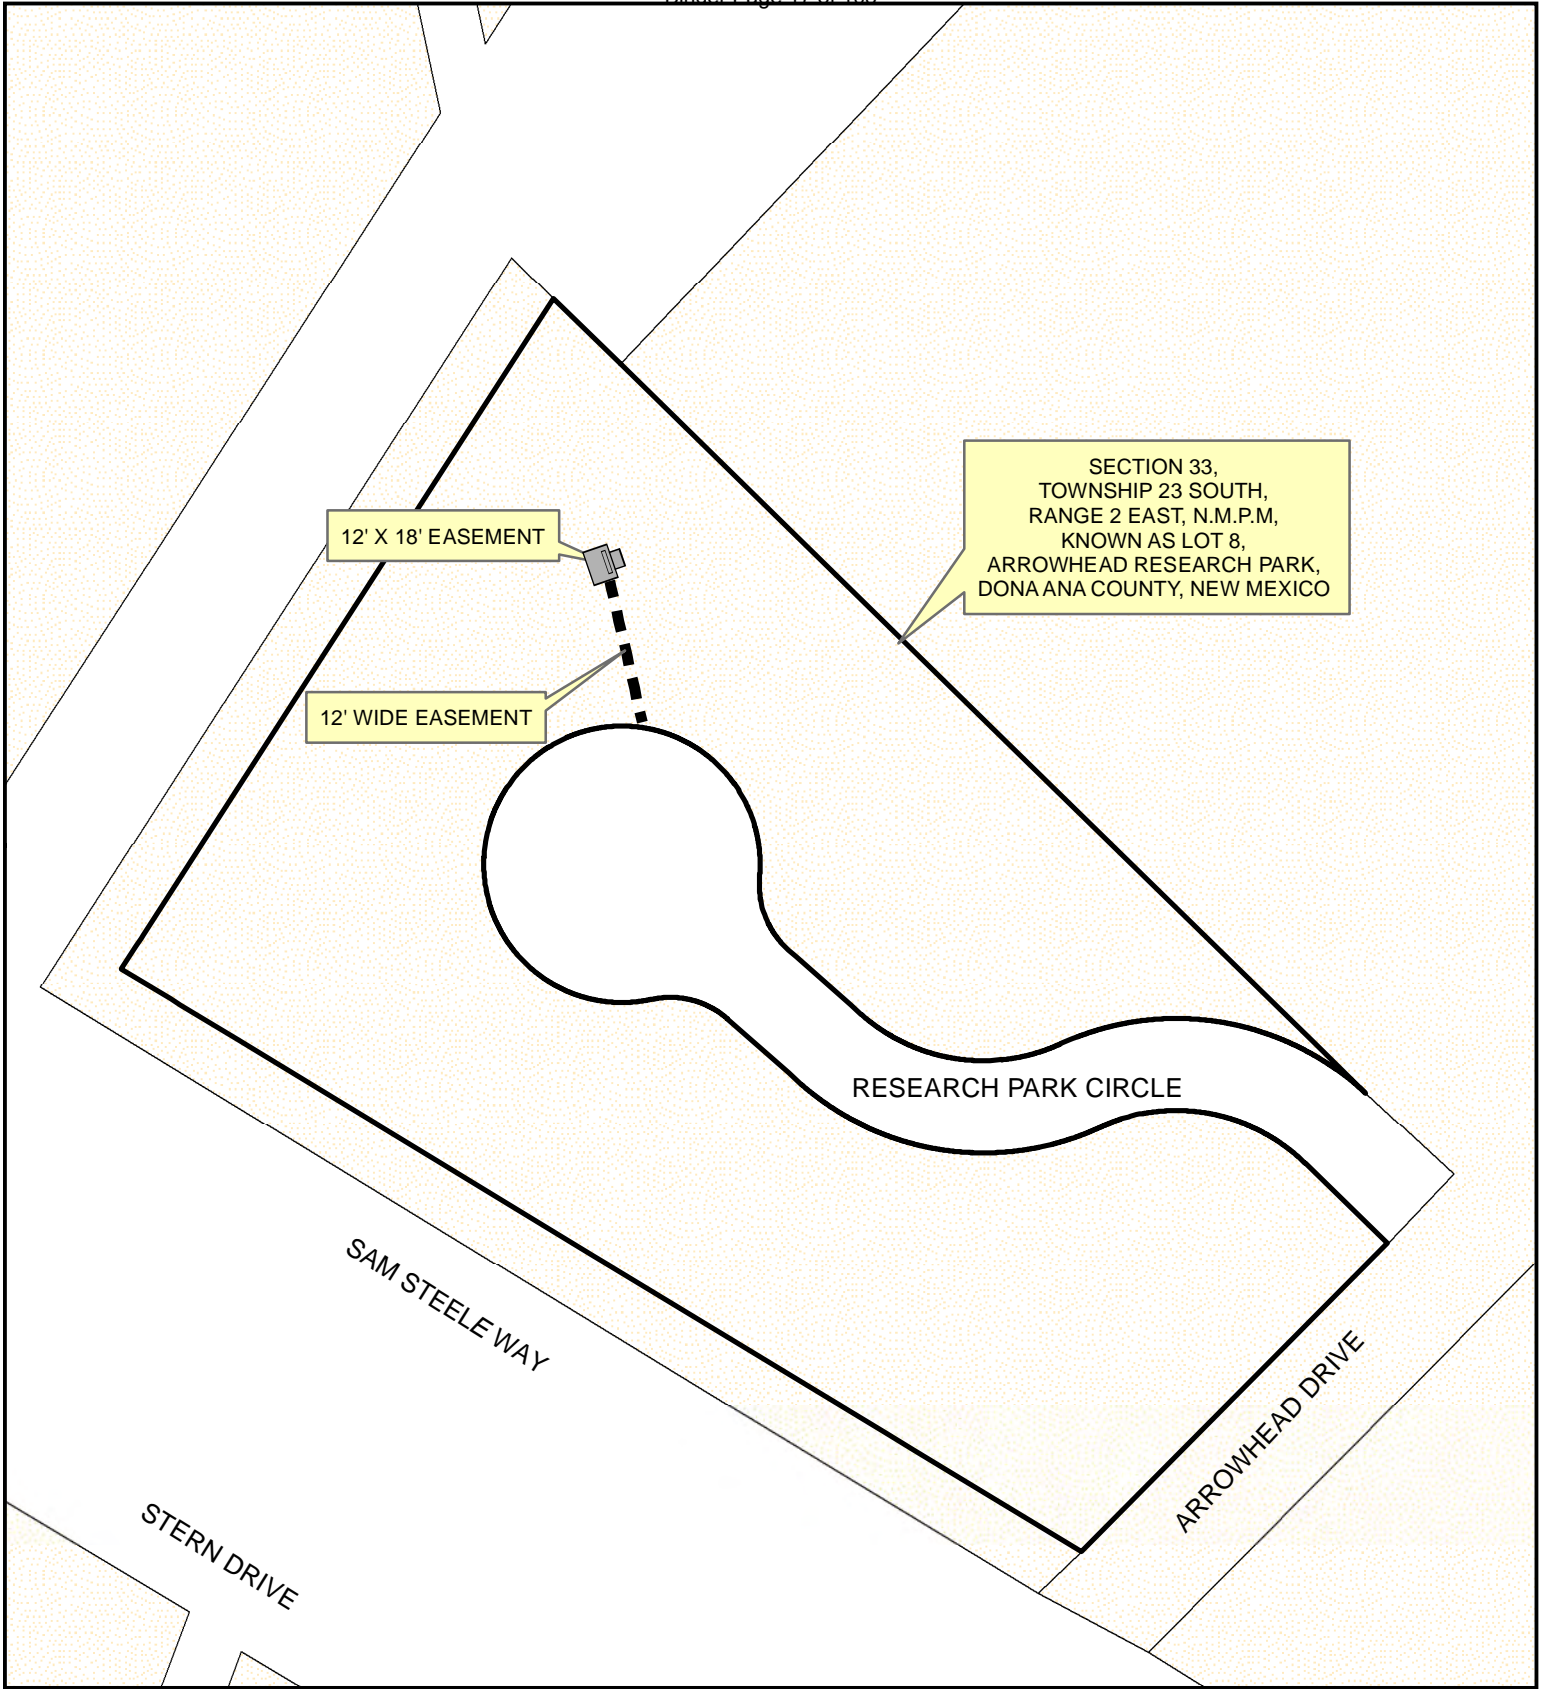 12' X 18' EASEMENT
SECTION 33,
TOWNSHIP 23 SOUTH,
RANGE 2 EAST, N.M.P.M,
KNOWN AS LOT 8,
ARROWHEAD RESEARCH PARK,
DONA ANA COUNTY, NEW MEXICO
12' WIDE EASEMENT
RESEARCH PARK CIRCLE
SAM STEELE WAY
ARROWHEAD DRIVE
STERN DRIVE